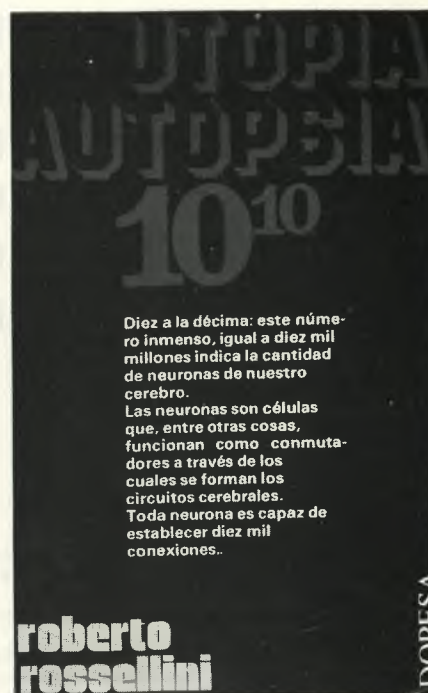 UTOPIA
AUTOPSIA
10¹⁰
Diez a la décima: este núme-
ro inmenso, igual a diez mil
millones indica la cantidad
de neuronas de nuestro
cerebro.
Las neuronas son células
que, entre otras cosas,
funcionan como conmuta-
dores a través de los
cuales se forman los
circuitos cerebrales.
Toda neurona es capaz de
establecer diez mil
conexiones..
roberto
rossellini
DOPESA